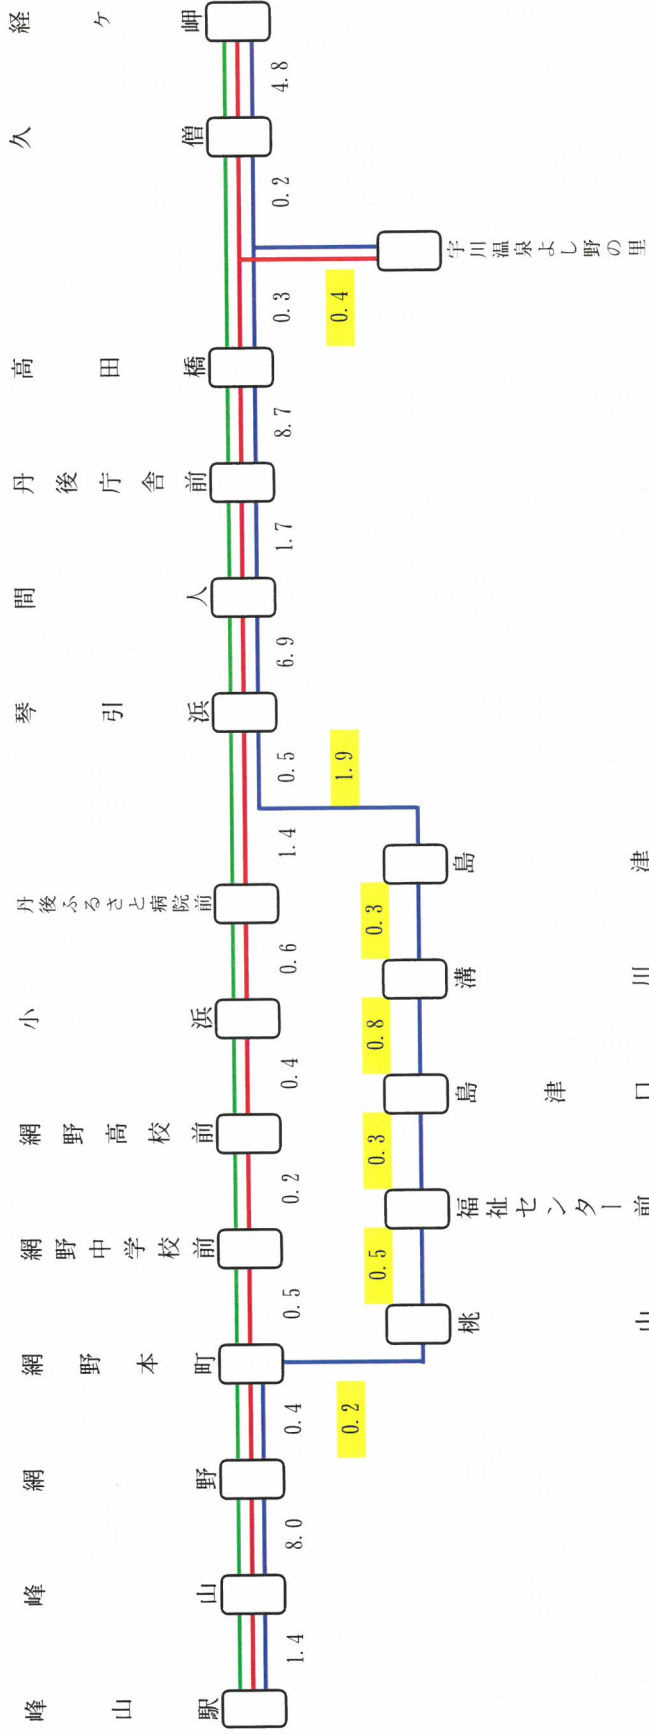 経ヶ岬
4.8
久僧
0.2
宇川温泉よし野の里
0.3
0.4
高田橋
8.7
丹後庁舎前
1.7
間人
6.9
琴引浜
0.5
1.9
1.4
島津
丹後ふるさと病院前
0.3
0.6
溝川
小浜
0.8
0.4
島津口
網野高校前
0.3
0.2
福祉センター前
網野中学校前
0.5
0.5
桃山
網野本町
0.4
0.2
網野
8.0
峰山
1.4
峰山駅